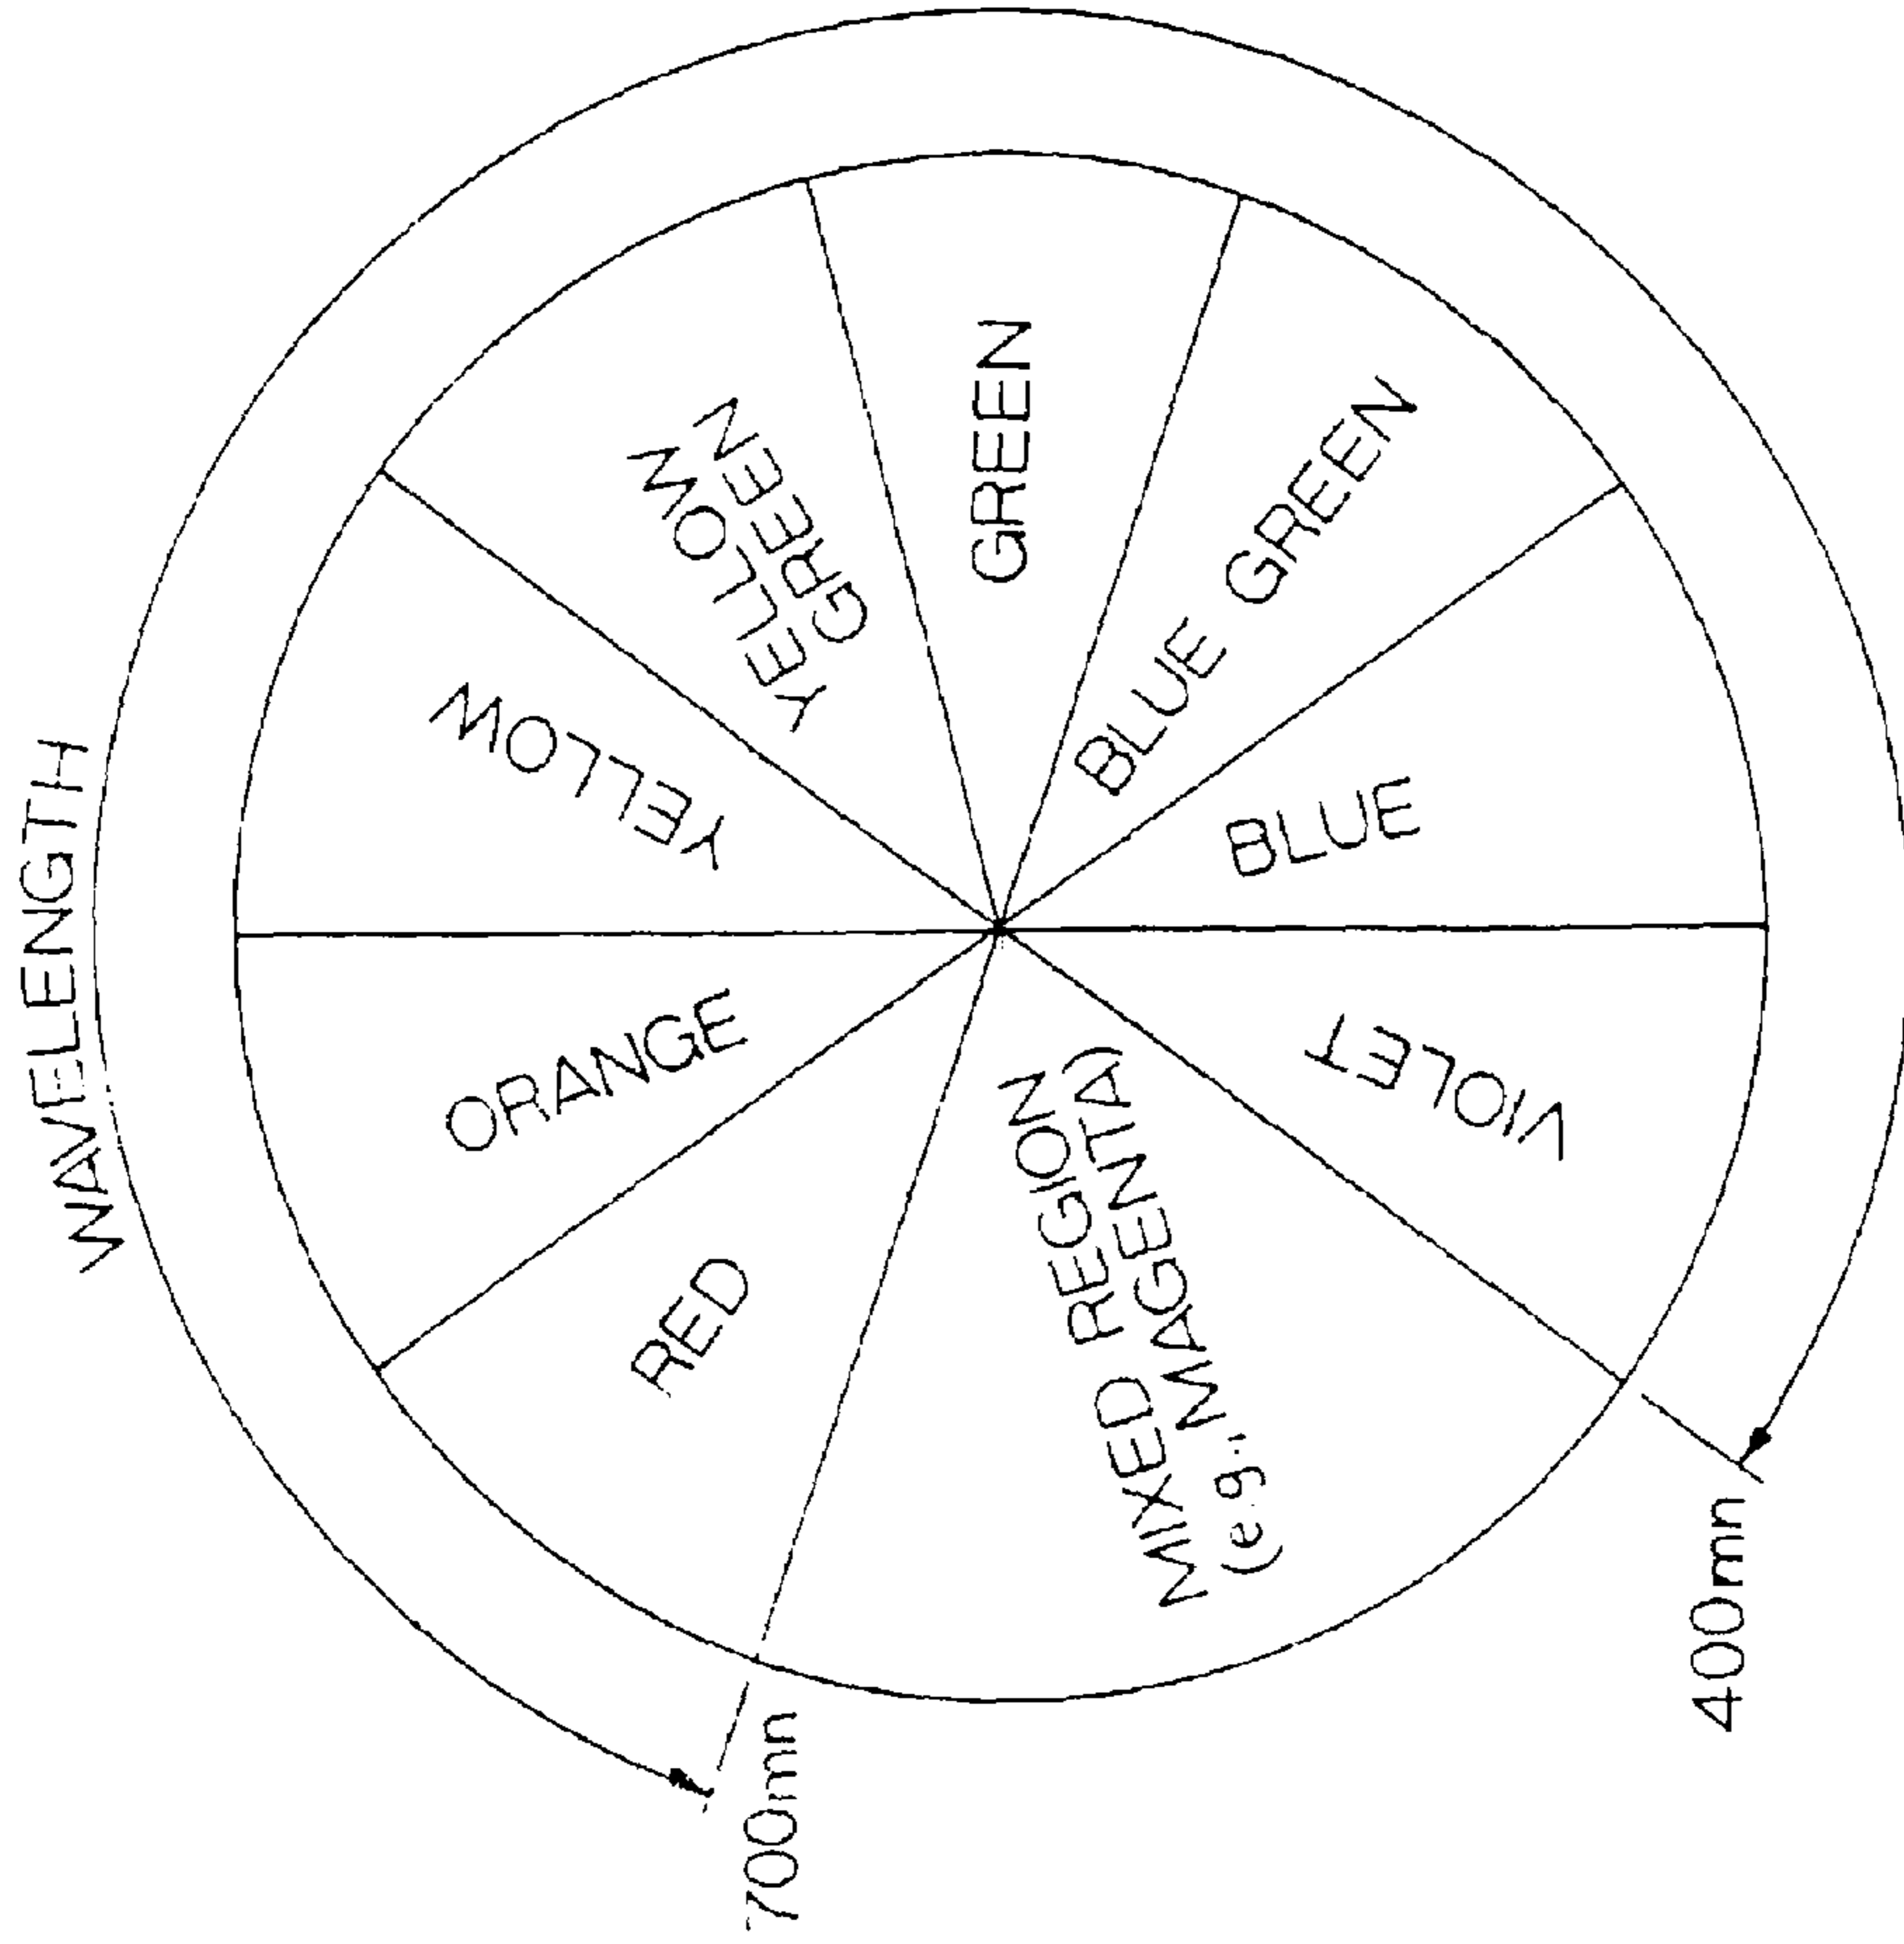 WAVELENGTH
GREEN
YELLOW
GREEN
BLUE GREEN
YELLOW
BLUE
ORANGE
VIOLET
RED
MIXED REGION
(e.g., MAGENTA)
700mn
400mn